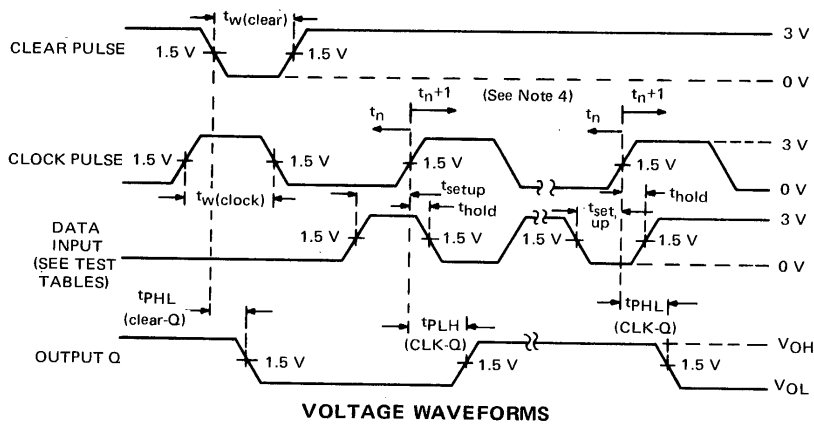 tw(clear)
CLEAR PULSE
1.5 V
1.5 V
3 V
0 V
tn
tn+1
(See Note 4)
tn
tn+1
CLOCK PULSE
1.5 V
1.5 V
1.5 V
1.5 V
3 V
0 V
tw(clock)
tsetup
thold
tset,
up
thold
DATA
INPUT
(SEE TEST
TABLES)
1.5 V
1.5 V
1.5 V
1.5 V
3 V
0 V
tPHL
(clear-Q)
tPLH
(CLK-Q)
tPHL
(CLK-Q)
OUTPUT Q
1.5 V
1.5 V
1.5 V
VOH
VOL
VOLTAGE WAVEFORMS